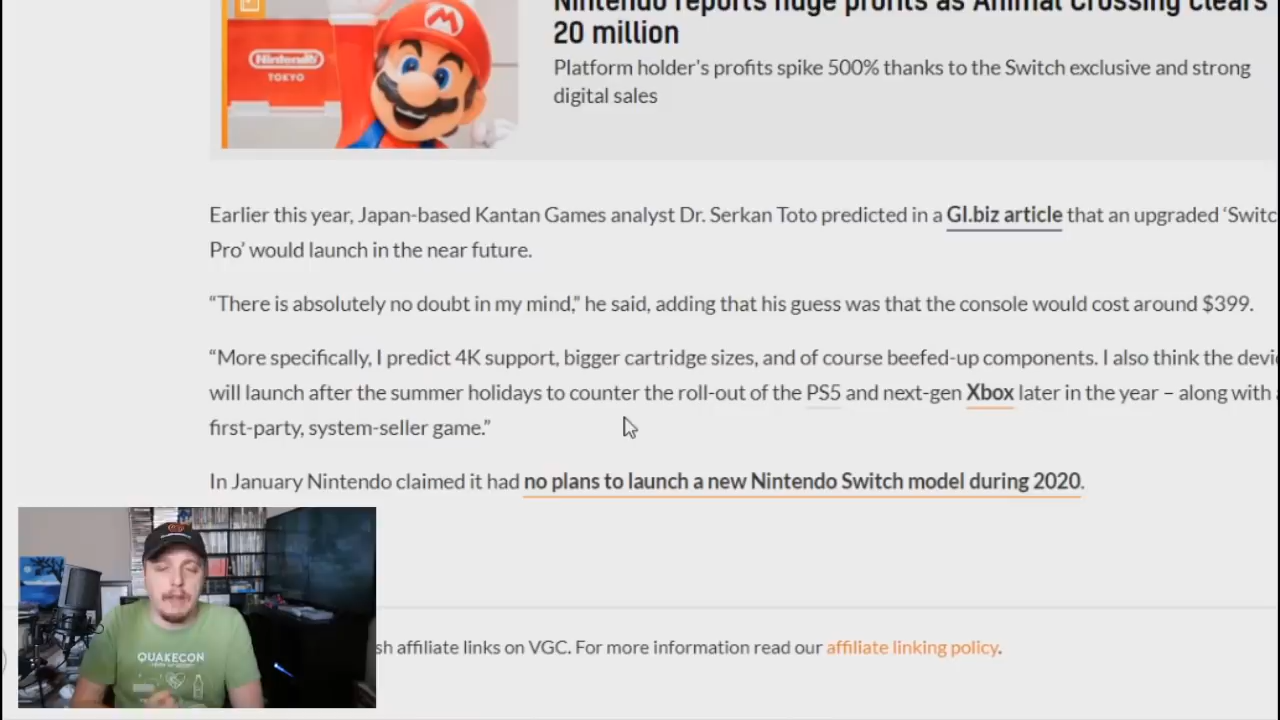 Nintendo reports huge profits as Animal Crossing clears
20 million
Platform holder's profits spike 500% thanks to the Switch exclusive and strong
digital sales
Nintendo
TOKYO
Earlier this year, Japan-based Kantan Games analyst Dr. Serkan Toto predicted in a GI.biz article that an upgraded ‘Switc
Pro’ would launch in the near future.
“There is absolutely no doubt in my mind,” he said, adding that his guess was that the console would cost around $399.
“More specifically, I predict 4K support, bigger cartridge sizes, and of course beefed-up components. I also think the devi
will launch after the summer holidays to counter the roll-out of the PS5 and next-gen Xbox later in the year – along with a
first-party, system-seller game.”
In January Nintendo claimed it had no plans to launch a new Nintendo Switch model during 2020.
sh affiliate links on VGC. For more information read our affiliate linking policy.
QUAKECON